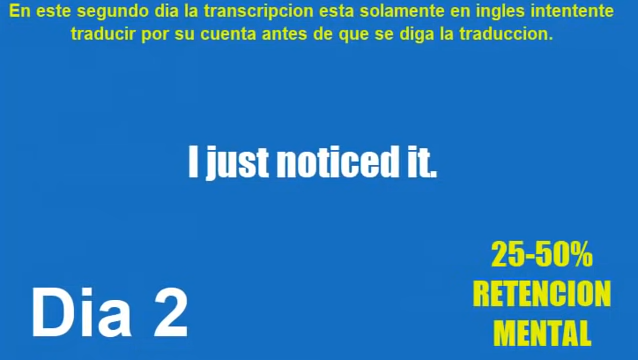 En este segundo dia la transcripcion esta solamente en ingles intentente
traducir por su cuenta antes de que se diga la traduccion.
I just noticed it.
25-50%
RETENCION
MENTAL
Dia 2